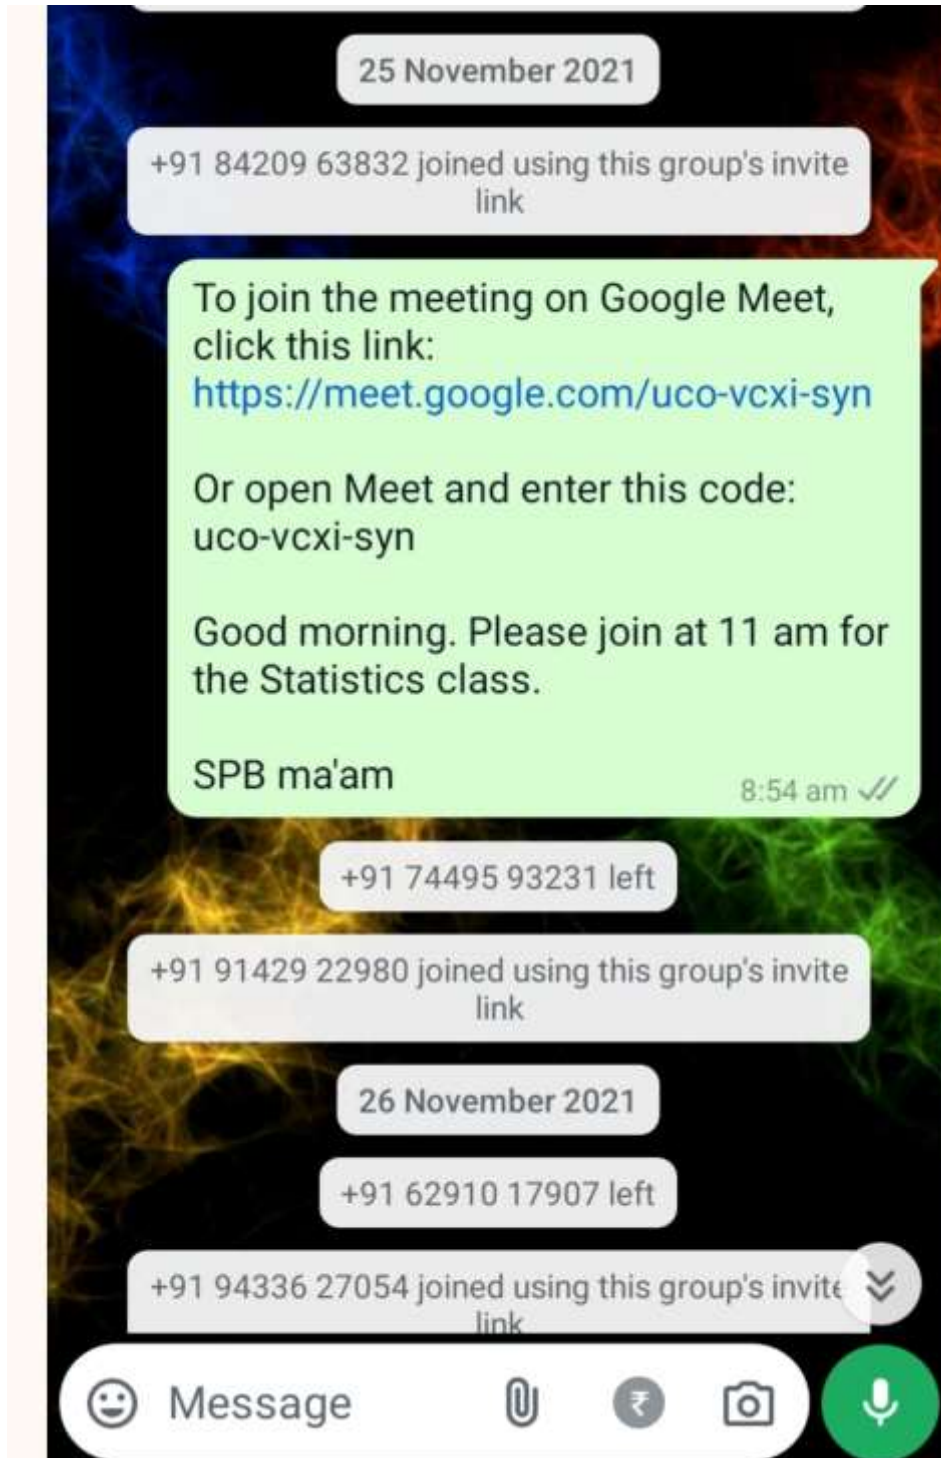 25 November 2021
+91 84209 63832 joined using this group's invite
link
To join the meeting on Google Meet,
click this link:
https://meet.google.com/uco-vcxi-syn
Or open Meet and enter this code:
uco-vcxi-syn
Good morning. Please join at 11 am for
the Statistics class.
SPB ma'am
8:54 am
+91 74495 93231 left
+91 91429 22980 joined using this group's invite
link
26 November 2021
+91 62910 17907 left
+91 94336 27054 joined using this group's invite
link
Message
₹